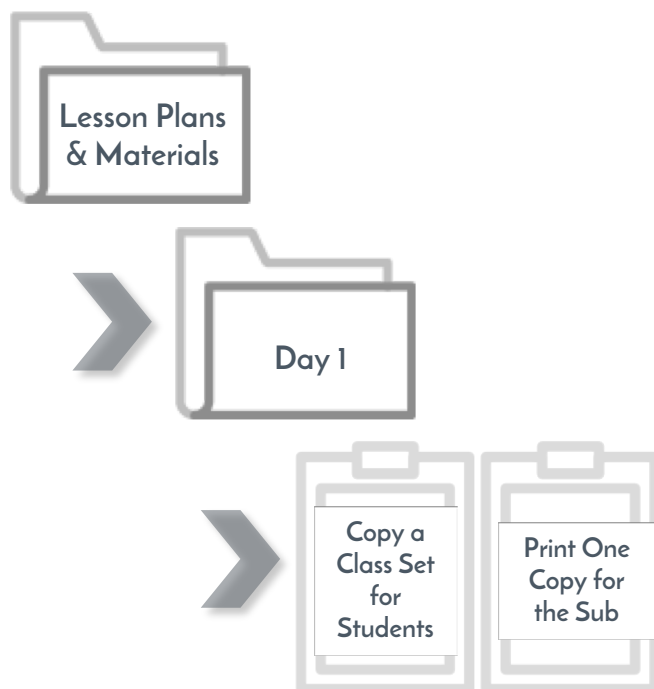 Lesson Plans
& Materials
Day 1
Copy a
Class Set
for
Students
Print One
Copy for
the Sub